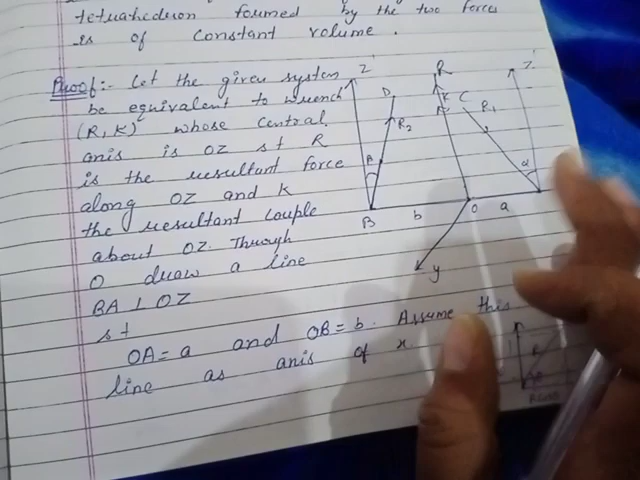 tetrahedron formed by the two forces
is of constant volume.
Proof:- Let the given system
be equivalent to wrench
(R, K) whose central
axis is OZ s t R
is the resultant force
along OZ and K
the resultant couple
about OZ. Through
O draw a line
BA ⊥ OZ
s t
OA = a and OB = b. Assume this
line as axis of x.
Z'
D
R2
B
b
R
K
C
R1
O
a
α
y
Z'
R